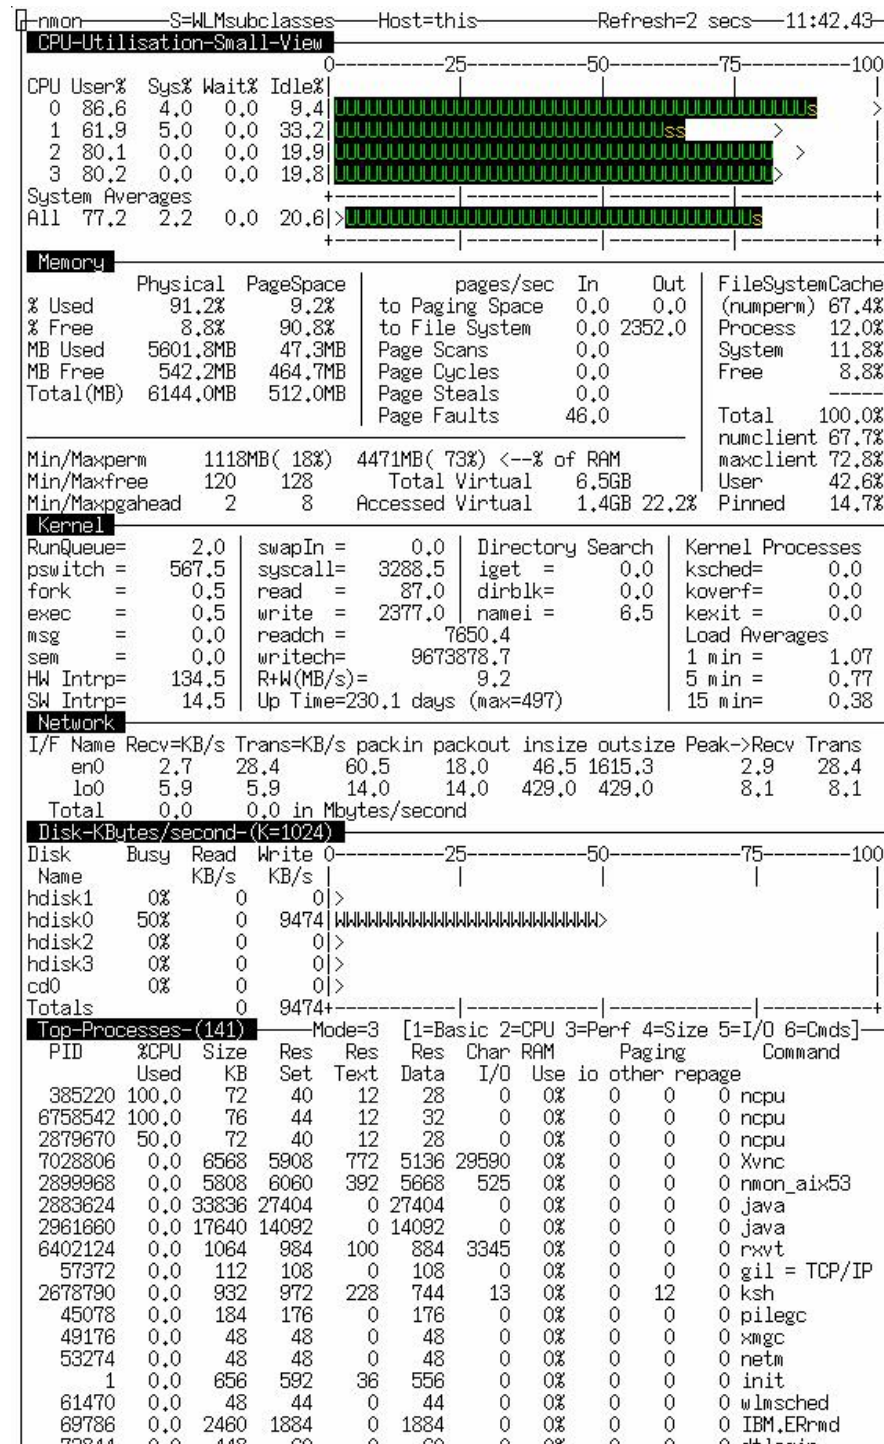 nmon S=WLMsubclasses Host=this Refresh=2 secs 11:42.43
CPU-Utilisation-Small-View
0----------25-----------50----------75----------100
CPU User% Sys% Wait% Idle%| | | | |
0 86.6 4.0 0.0 9.4|UUUUUUUUUUUUUUUUUUUUUUUUUUUUUUUUUUUUUUUUUUUs >
1 61.9 5.0 0.0 33.2|UUUUUUUUUUUUUUUUUUUUUUUUUUUUUUss >
2 80.1 0.0 0.0 19.9|UUUUUUUUUUUUUUUUUUUUUUUUUUUUUUUUUUUUUUUU >
3 80.2 0.0 0.0 19.8|UUUUUUUUUUUUUUUUUUUUUUUUUUUUUUUUUUUUUUUU>
System Averages +-----------|------------|-----------|------------+
All 77.2 2.2 0.0 20.6|>UUUUUUUUUUUUUUUUUUUUUUUUUUUUUUUUUUUUUs
+-----------|------------|-----------|------------+
Memory
Physical PageSpace | pages/sec In Out | FileSystemCache
% Used 91.2% 9.2% | to Paging Space 0.0 0.0 | (numperm) 67.4%
% Free 8.8% 90.8% | to File System 0.0 2352.0 | Process 12.0%
MB Used 5601.8MB 47.3MB | Page Scans 0.0 | System 11.8%
MB Free 542.2MB 464.7MB | Page Cycles 0.0 | Free 8.8%
Total(MB) 6144.0MB 512.0MB | Page Steals 0.0 | -----
| Page Faults 46.0 | Total 100.0%
| numclient 67.7%
Min/Maxperm 1118MB( 18%) 4471MB( 73%) <--% of RAM | maxclient 72.8%
Min/Maxfree 120 128 Total Virtual 6.5GB | User 42.6%
Min/Maxpgahead 2 8 Accessed Virtual 1.4GB 22.2% Pinned 14.7%
Kernel
RunQueue= 2.0 | swapIn = 0.0 | Directory Search | Kernel Processes
pswitch = 567.5 | syscall= 3288.5 | iget = 0.0 | ksched= 0.0
fork = 0.5 | read = 87.0 | dirblk= 0.0 | koverf= 0.0
exec = 0.5 | write = 2377.0 | namei = 6.5 | kexit = 0.0
msg = 0.0 | readch = 7650.4 | Load Averages
sem = 0.0 | writech= 9673878.7 | 1 min = 1.07
HW Intrp= 134.5 | R+W(MB/s)= 9.2 | 5 min = 0.77
SW Intrp= 14.5 | Up Time=230.1 days (max=497) | 15 min= 0.38
Network
I/F Name Recv=KB/s Trans=KB/s packin packout insize outsize Peak->Recv Trans
en0 2.7 28.4 60.5 18.0 46.5 1615.3 2.9 28.4
lo0 5.9 5.9 14.0 14.0 429.0 429.0 8.1 8.1
Total 0.0 0.0 in Mbytes/second
Disk-KBytes/second-(K=1024)
Disk Busy Read Write 0----------25-----------50----------75----------100
Name KB/s KB/s | | | | |
hdisk1 0% 0 0|> |
hdisk0 50% 0 9474|WWWWWWWWWWWWWWWWWWWWWWWWW>
hdisk2 0% 0 0|> |
hdisk3 0% 0 0|> |
cd0 0% 0 0|> |
Totals 0 9474+-----------|------------|-----------|------------+
Top-Processes-(141) Mode=3 [1=Basic 2=CPU 3=Perf 4=Size 5=I/O 6=Cmds]
PID %CPU Size Res Res Res Char RAM Paging Command
Used KB Set Text Data I/O Use io other repage
385220 100.0 72 40 12 28 0 0% 0 0 0 ncpu
6758542 100.0 76 44 12 32 0 0% 0 0 0 ncpu
2879670 50.0 72 40 12 28 0 0% 0 0 0 ncpu
7028806 0.0 6568 5908 772 5136 29590 0% 0 0 0 Xvnc
2899968 0.0 5808 6060 392 5668 525 0% 0 0 0 nmon_aix53
2883624 0.0 33836 27404 0 27404 0 0% 0 0 0 java
2961660 0.0 17640 14092 0 14092 0 0% 0 0 0 java
6402124 0.0 1064 984 100 884 3345 0% 0 0 0 rxvt
57372 0.0 112 108 0 108 0 0% 0 0 0 gil = TCP/IP
2678790 0.0 932 972 228 744 13 0% 0 12 0 ksh
45078 0.0 184 176 0 176 0 0% 0 0 0 pilegc
49176 0.0 48 48 0 48 0 0% 0 0 0 xmgc
53274 0.0 48 48 0 48 0 0% 0 0 0 netm
1 0.0 656 592 36 556 0 0% 0 0 0 init
61470 0.0 48 44 0 44 0 0% 0 0 0 wlmsched
69786 0.0 2460 1884 0 1884 0 0% 0 0 0 IBM.ERrmd